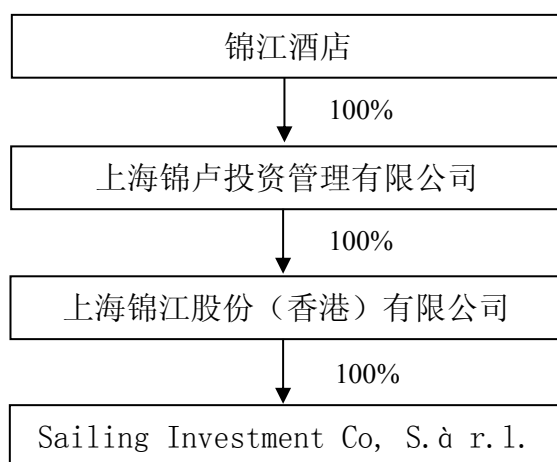 锦江酒店
100%
上海锦卢投资管理有限公司
100%
上海锦江股份（香港）有限公司
100%
Sailing Investment Co, S.à r.l.